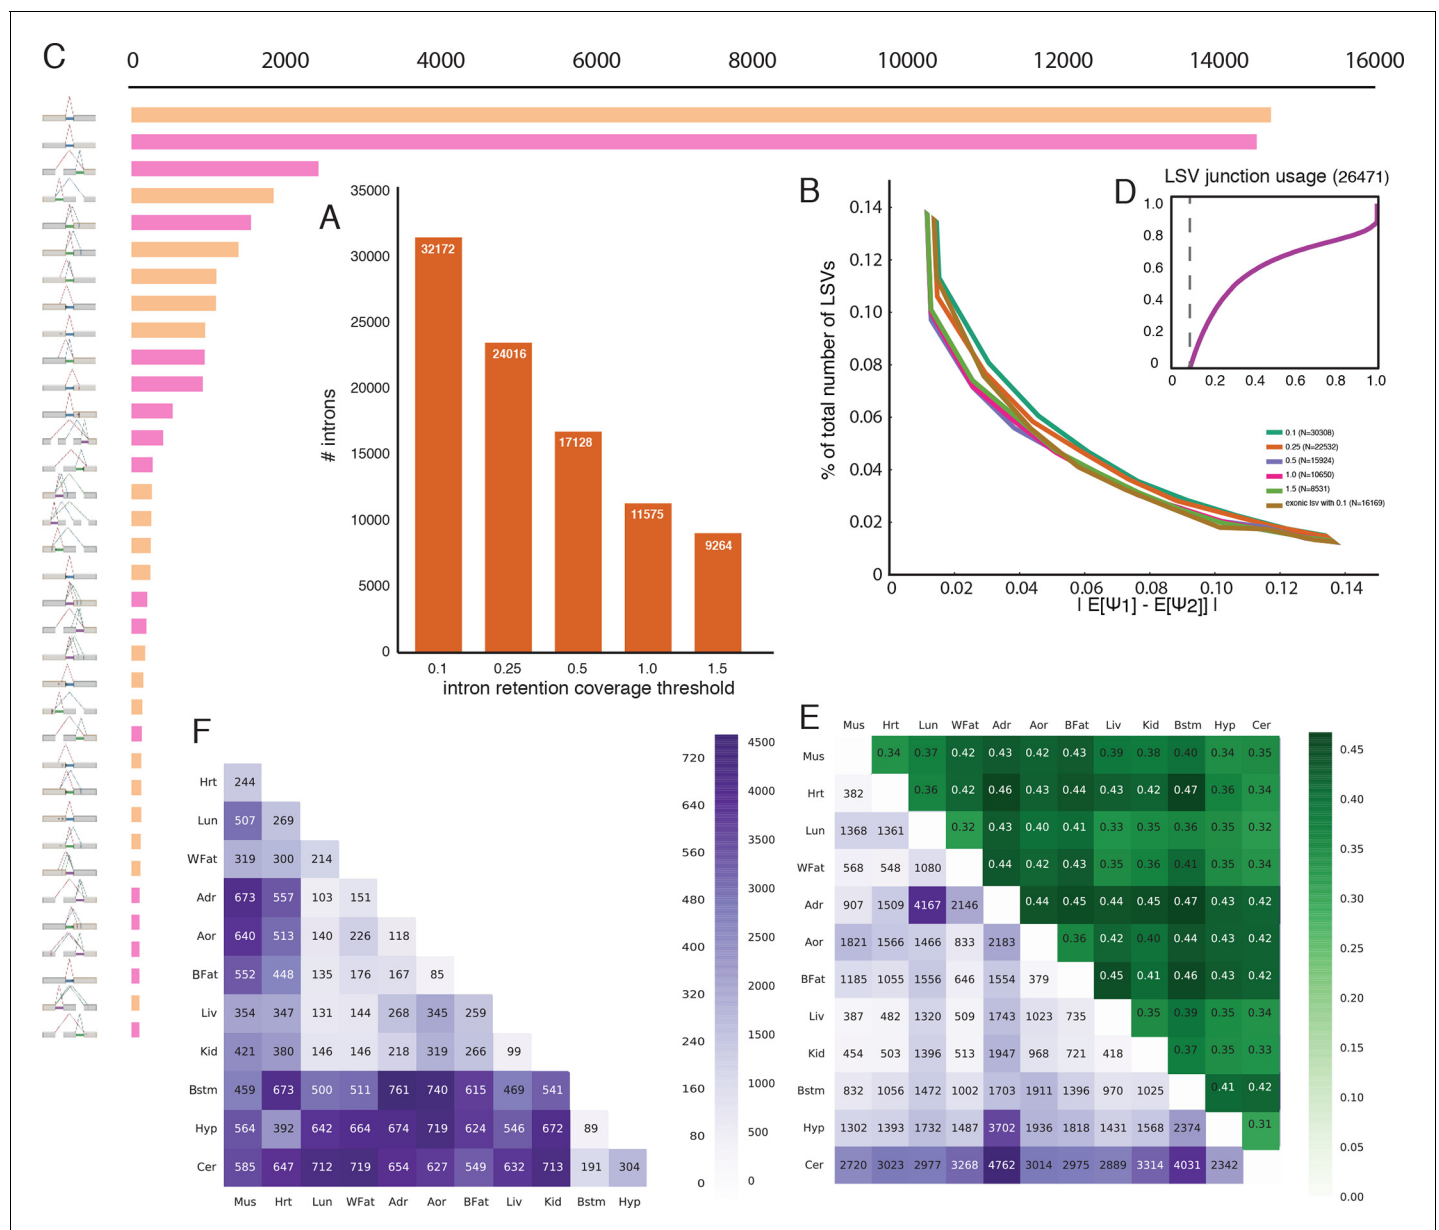 C
0 2000 4000 6000 8000 10000 12000 14000 16000
A
35000
30000
25000
20000
15000
10000
5000
0
# introns
32172
24016
17128
11575
9264
0.1 0.25 0.5 1.0 1.5
intron retention coverage threshold
B
0.14
0.12
0.10
0.08
0.06
0.04
0.02
0
% of total number of LSVs
0 0.02 0.04 0.06 0.08 0.10 0.12 0.14
| E[Ψ1] - E[Ψ2]] |
0.1 (N=30308)
0.25 (N=22532)
0.5 (N=15924)
1.0 (N=10650)
1.5 (N=8531)
exonic lsv with 0.1 (N=16169)
D
LSV junction usage (26471)
1.0
0.8
0.6
0.4
0.2
0
0 0.2 0.4 0.6 0.8 1.0
F
Hrt 244
Lun 507 269
WFat 319 300 214
Adr 673 557 103 151
Aor 640 513 140 226 118
BFat 552 448 135 176 167 85
Liv 354 347 131 144 268 345 259
Kid 421 380 146 146 218 319 266 99
Bstm 459 673 500 511 761 740 615 469 541
Hyp 564 392 642 664 674 719 624 546 672 89
Cer 585 647 712 719 654 627 549 632 713 191 304
Mus Hrt Lun WFat Adr Aor BFat Liv Kid Bstm Hyp
720
640
560
480
400
320
240
160
80
0
4500
4000
3500
3000
2500
2000
1500
1000
500
0
E
Mus Hrt Lun WFat Adr Aor BFat Liv Kid Bstm Hyp Cer
Mus 0.34 0.37 0.42 0.43 0.42 0.43 0.39 0.38 0.40 0.34 0.35
Hrt 382 0.36 0.42 0.46 0.43 0.44 0.43 0.42 0.47 0.36 0.34
Lun 1368 1361 0.32 0.43 0.40 0.41 0.33 0.35 0.36 0.35 0.32
WFat 568 548 1080 0.44 0.42 0.43 0.35 0.36 0.41 0.35 0.34
Adr 907 1509 4167 2146 0.44 0.45 0.44 0.45 0.47 0.43 0.42
Aor 1821 1566 1466 833 2183 0.36 0.42 0.40 0.44 0.43 0.42
BFat 1185 1055 1556 646 1554 379 0.45 0.41 0.46 0.43 0.42
Liv 387 482 1320 509 1743 1023 735 0.35 0.39 0.35 0.34
Kid 454 503 1396 513 1947 968 721 418 0.37 0.35 0.33
Bstm 832 1056 1472 1002 1703 1911 1396 970 1025 0.41 0.42
Hyp 1302 1393 1732 1487 3702 1936 1818 1431 1568 2374 0.31
Cer 2720 3023 2977 3268 4762 3014 2975 2889 3314 4031 2342
0.45
0.40
0.35
0.30
0.25
0.20
0.15
0.10
0.05
0.00